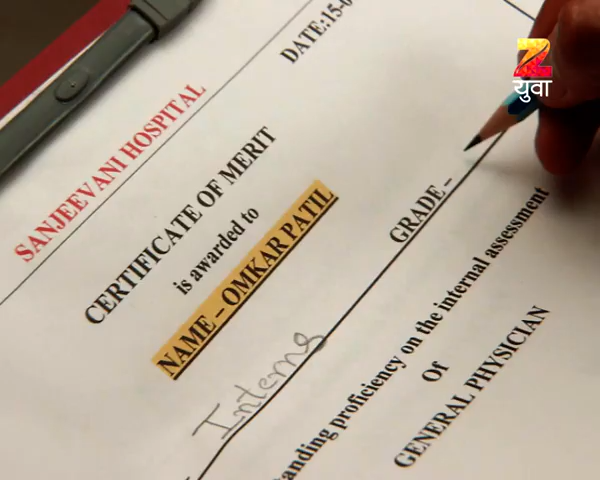 SANJEEVANI HOSPITAL
DATE:15-0
CERTIFICATE OF MERIT
is awarded to
NAME – OMKAR PATIL
Interns
GRADE –
anding proficiency on the internal assessment
Of
GENERAL PHYSICIAN
Z
युवा